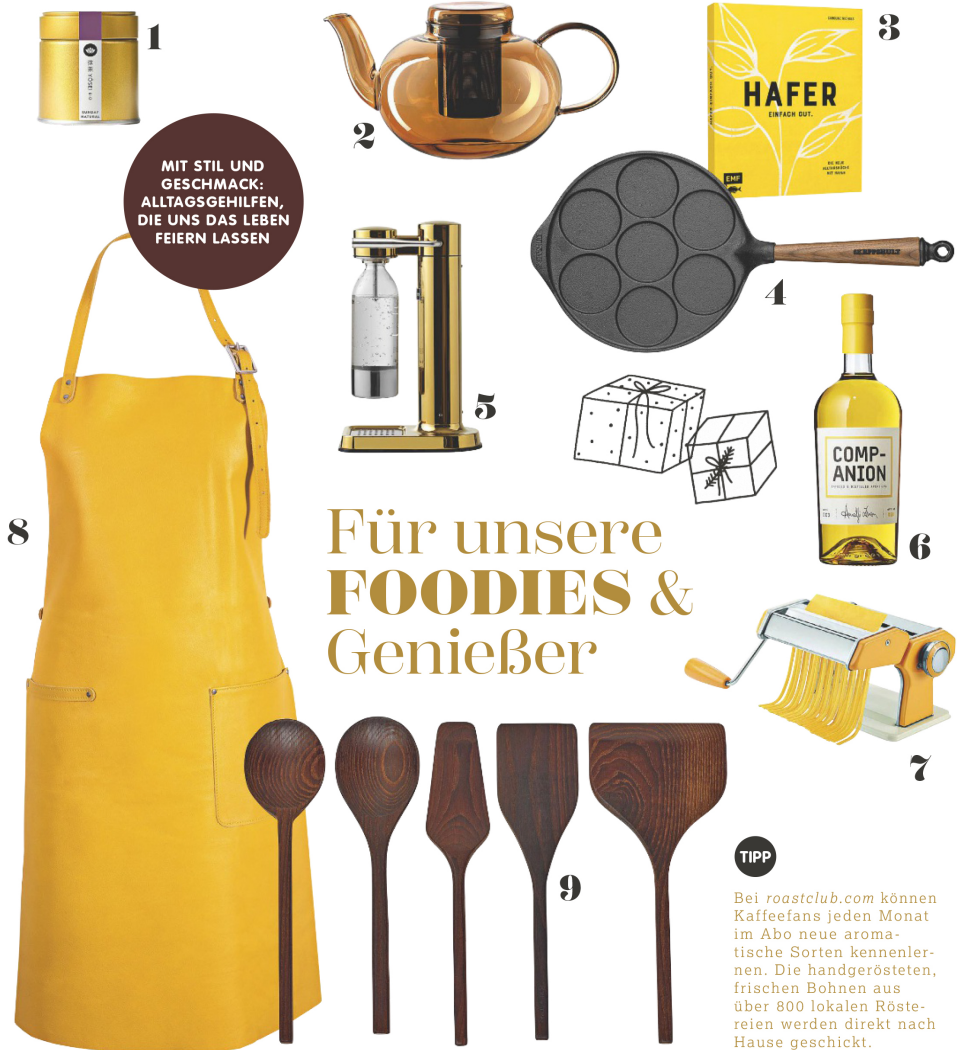 1
2
3
HAFER
EINFACH GUT.
EMF
MIT STIL UND
GESCHMACK:
ALLTAGSGEHILFEN,
DIE UNS DAS LEBEN
FEIERN LASSEN
4
5
COMP-
ANION
6
8
Für unsere
FOODIES &
Genießer
7
9
TIPP
Bei roastclub.com können
Kaffeefans jeden Monat
im Abo neue aroma-
tische Sorten kennenler-
nen. Die handgerösteten,
frischen Bohnen aus
über 800 lokalen Röste-
reien werden direkt nach
Hause geschickt.